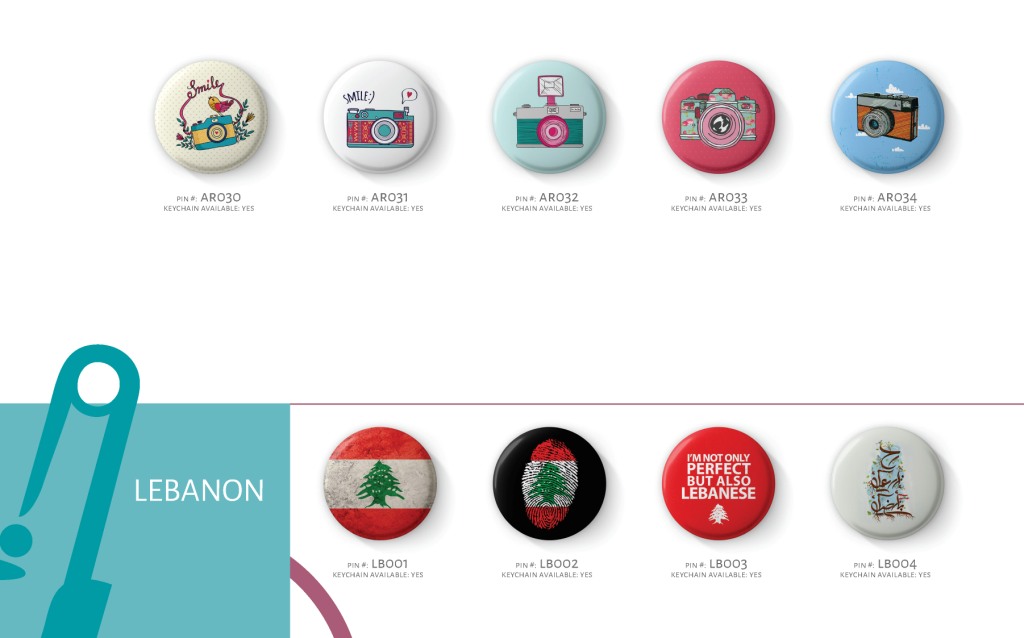 Smile
SMILE:)
PIN #: AR030
KEYCHAIN AVAILABLE: YES
PIN #: AR031
KEYCHAIN AVAILABLE: YES
PIN #: AR032
KEYCHAIN AVAILABLE: YES
PIN #: AR033
KEYCHAIN AVAILABLE: YES
PIN #: AR034
KEYCHAIN AVAILABLE: YES
LEBANON
I'M NOT ONLY
PERFECT
BUT ALSO
LEBANESE
PIN #: LB001
KEYCHAIN AVAILABLE: YES
PIN #: LB002
KEYCHAIN AVAILABLE: YES
PIN #: LB003
KEYCHAIN AVAILABLE: YES
PIN #: LB004
KEYCHAIN AVAILABLE: YES